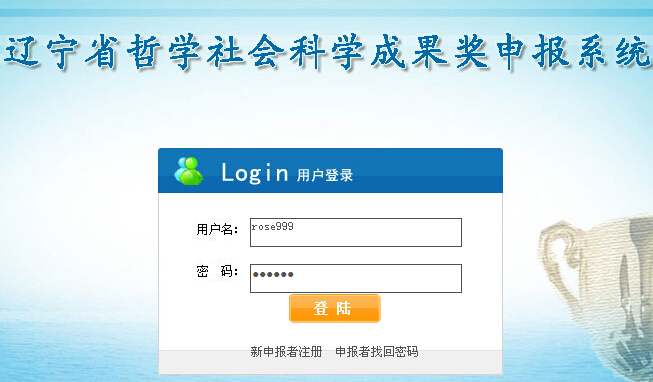 辽宁省哲学社会科学成果奖申报系统
Login 用户登录
用户名: rose999
密 码: ●●●●●●
登 陆
新申报者注册 申报者找回密码